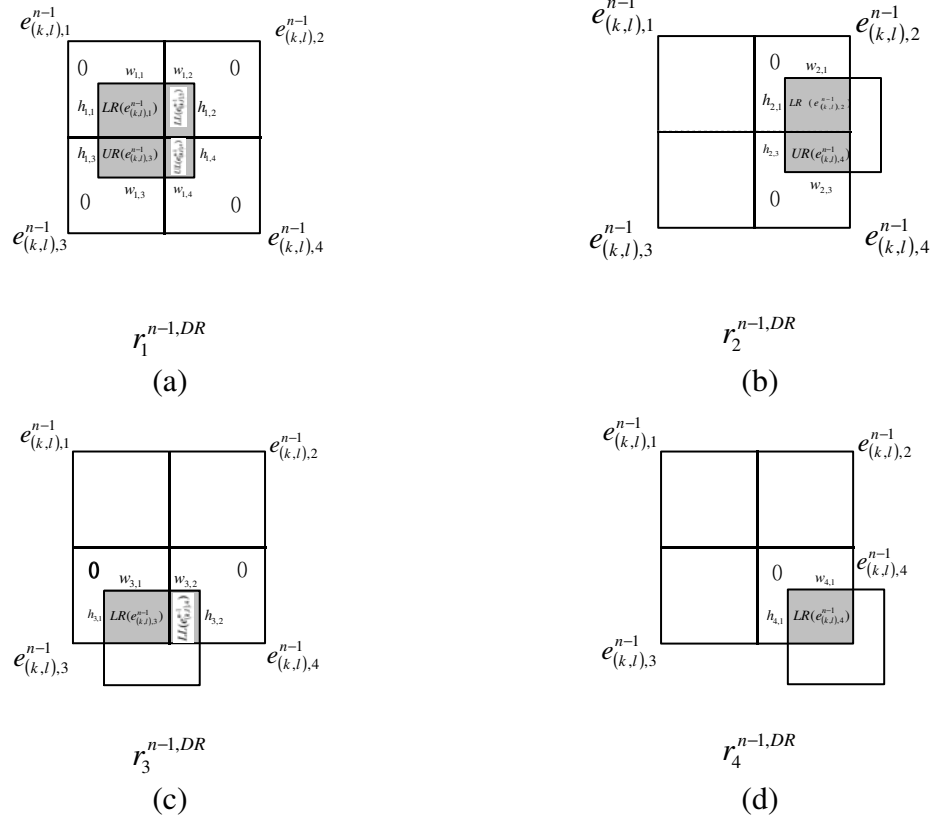 e^{n-1}_{(k,l),1} e^{n-1}_{(k,l),2}
0 w_{1,1} w_{1,2} 0
h_{1,1} LR(e^{n-1}_{(k,l),1}) h_{1,2}
h_{1,3} UR(e^{n-1}_{(k,l),3}) h_{1,4}
w_{1,3} w_{1,4}
0 0
e^{n-1}_{(k,l),3} e^{n-1}_{(k,l),4}
r_1^{n-1,DR}
(a)
e^{n-1}_{(k,l),1} e^{n-1}_{(k,l),2}
0 w_{2,1}
h_{2,1} LR (e^{n-1}_{(k,l),2})
h_{2,3} UR(e^{n-1}_{(k,l),4})
0 w_{2,3}
e^{n-1}_{(k,l),3} e^{n-1}_{(k,l),4}
r_2^{n-1,DR}
(b)
e^{n-1}_{(k,l),1} e^{n-1}_{(k,l),2}
0 w_{3,1} w_{3,2} 0
h_{3,1} LR(e^{n-1}_{(k,l),3}) LL(e^{n-1}_{(k,l),4}) h_{3,2}
e^{n-1}_{(k,l),3} e^{n-1}_{(k,l),4}
r_3^{n-1,DR}
(c)
e^{n-1}_{(k,l),1} e^{n-1}_{(k,l),2}
0 w_{4,1} e^{n-1}_{(k,l),4}
h_{4,1} LR(e^{n-1}_{(k,l),4})
e^{n-1}_{(k,l),3}
r_4^{n-1,DR}
(d)